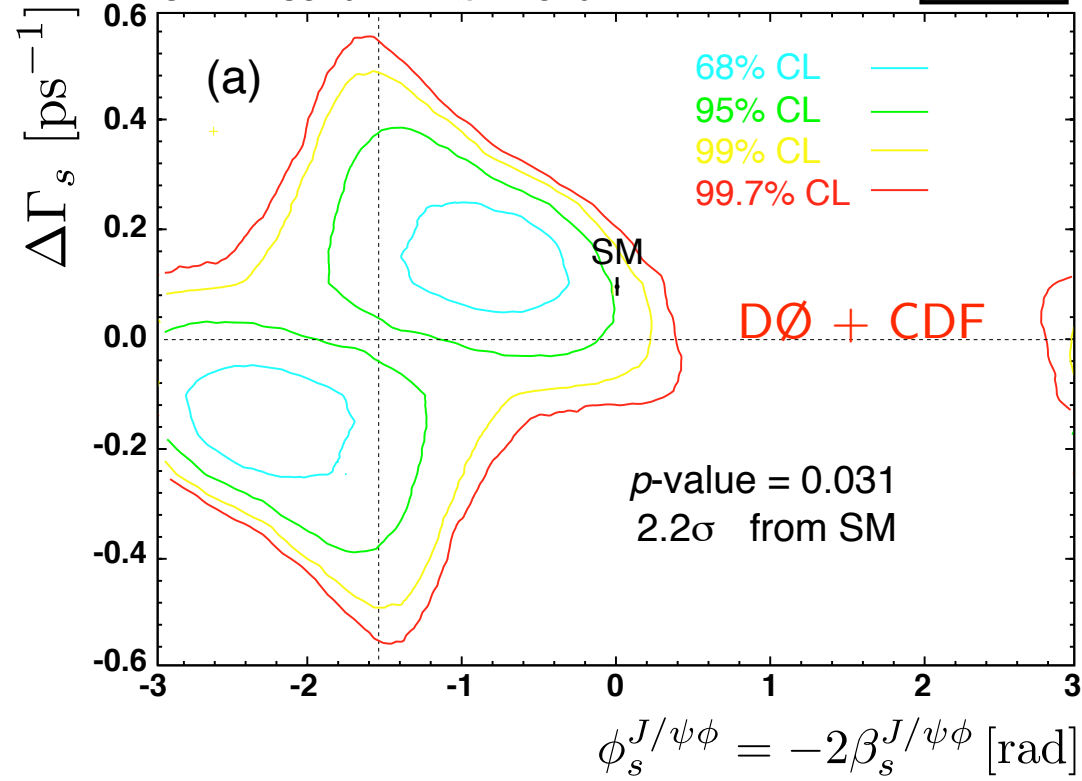 0.6
0.4
0.2
0.0
-0.2
-0.4
-0.6
ΔΓₛ [ps⁻¹]
(a)
68% CL
95% CL
99% CL
99.7% CL
SM
DØ + CDF
p-value = 0.031
2.2σ from SM
-3 -2 -1 0 1 2 3
ϕₛ^{J/ψϕ} = −2βₛ^{J/ψϕ} [rad]